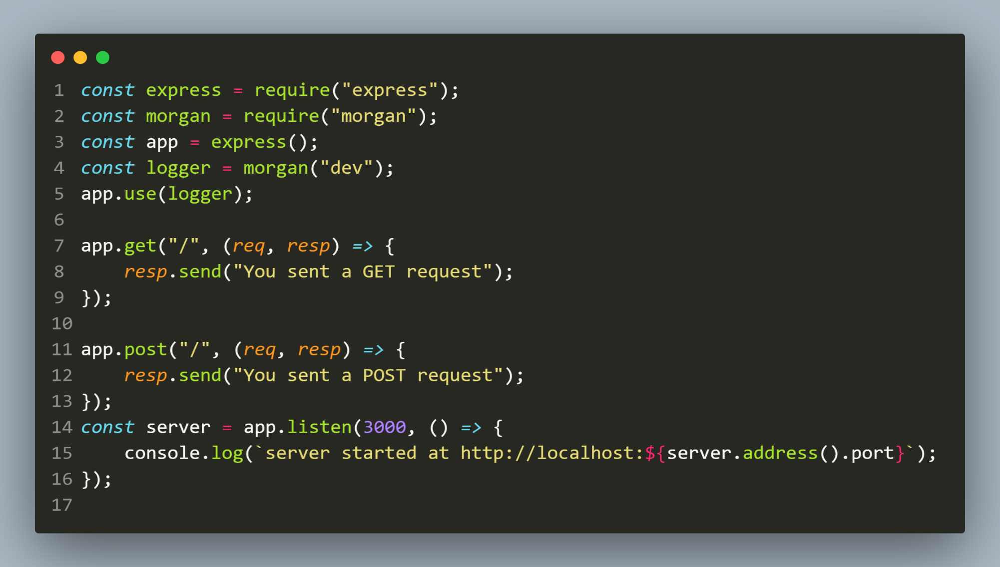 1 const express = require("express");
2 const morgan = require("morgan");
3 const app = express();
4 const logger = morgan("dev");
5 app.use(logger);
6
7 app.get("/", (req, resp) => {
8     resp.send("You sent a GET request");
9 });
10
11 app.post("/", (req, resp) => {
12     resp.send("You sent a POST request");
13 });
14 const server = app.listen(3000, () => {
15     console.log(`server started at http://localhost:${server.address().port}`);
16 });
17